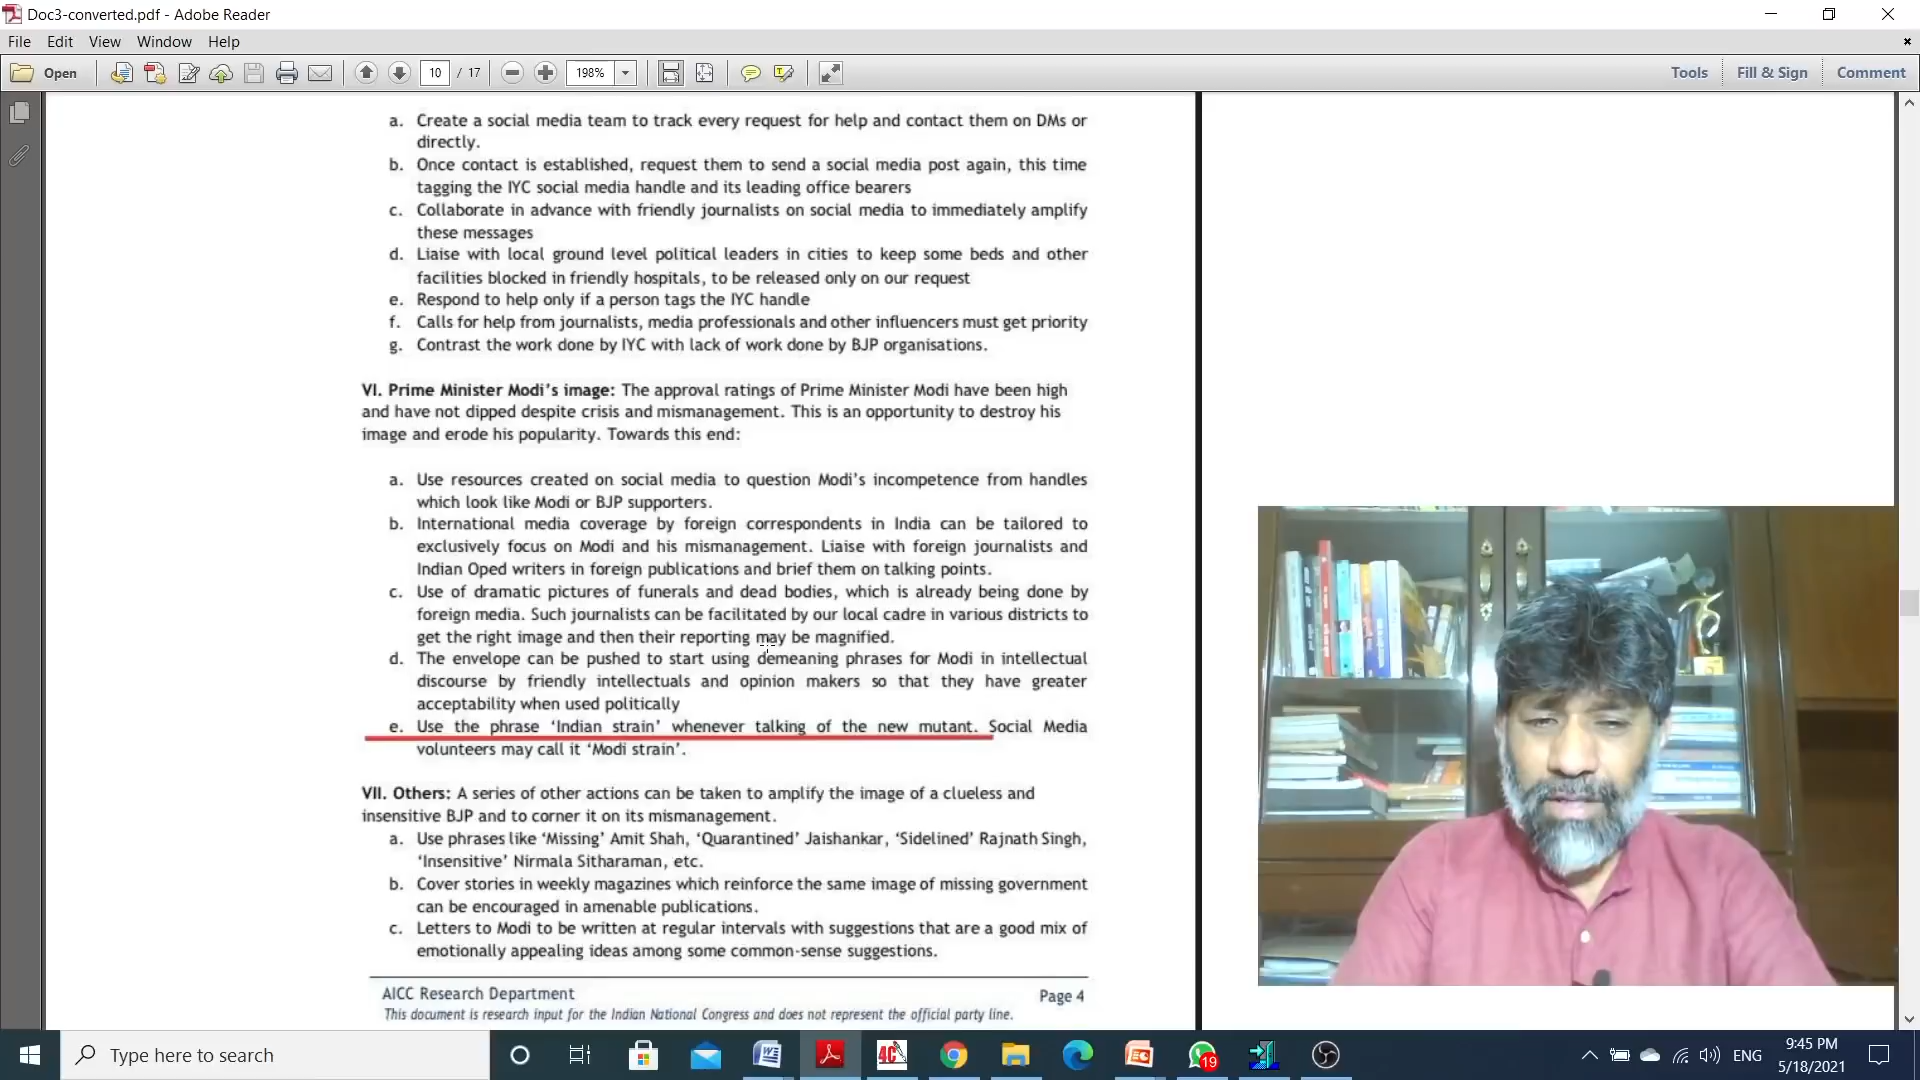 Doc3-converted.pdf - Adobe Reader
File Edit View Window Help
Open 10 / 17 198% Tools Fill & Sign Comment
a. Create a social media team to track every request for help and contact them on DMs or
directly.
b. Once contact is established, request them to send a social media post again, this time
tagging the IYC social media handle and its leading office bearers
c. Collaborate in advance with friendly journalists on social media to immediately amplify
these messages
d. Liaise with local ground level political leaders in cities to keep some beds and other
facilities blocked in friendly hospitals, to be released only on our request
e. Respond to help only if a person tags the IYC handle
f. Calls for help from journalists, media professionals and other influencers must get priority
g. Contrast the work done by IYC with lack of work done by BJP organisations.
VI. Prime Minister Modi's image: The approval ratings of Prime Minister Modi have been high
and have not dipped despite crisis and mismanagement. This is an opportunity to destroy his
image and erode his popularity. Towards this end:
a. Use resources created on social media to question Modi's incompetence from handles
which look like Modi or BJP supporters.
b. International media coverage by foreign correspondents in India can be tailored to
exclusively focus on Modi and his mismanagement. Liaise with foreign journalists and
Indian Oped writers in foreign publications and brief them on talking points.
c. Use of dramatic pictures of funerals and dead bodies, which is already being done by
foreign media. Such journalists can be facilitated by our local cadre in various districts to
get the right image and then their reporting may be magnified.
d. The envelope can be pushed to start using demeaning phrases for Modi in intellectual
discourse by friendly intellectuals and opinion makers so that they have greater
acceptability when used politically
e. Use the phrase 'Indian strain' whenever talking of the new mutant. Social Media
volunteers may call it 'Modi strain'.
VII. Others: A series of other actions can be taken to amplify the image of a clueless and
insensitive BJP and to corner it on its mismanagement.
a. Use phrases like 'Missing' Amit Shah, 'Quarantined' Jaishankar, 'Sidelined' Rajnath Singh,
'Insensitive' Nirmala Sitharaman, etc.
b. Cover stories in weekly magazines which reinforce the same image of missing government
can be encouraged in amenable publications.
c. Letters to Modi to be written at regular intervals with suggestions that are a good mix of
emotionally appealing ideas among some common-sense suggestions.
AICC Research Department Page 4
This document is research input for the Indian National Congress and does not represent the official party line.
Type here to search
4C
19
ENG
9:45 PM
5/18/2021